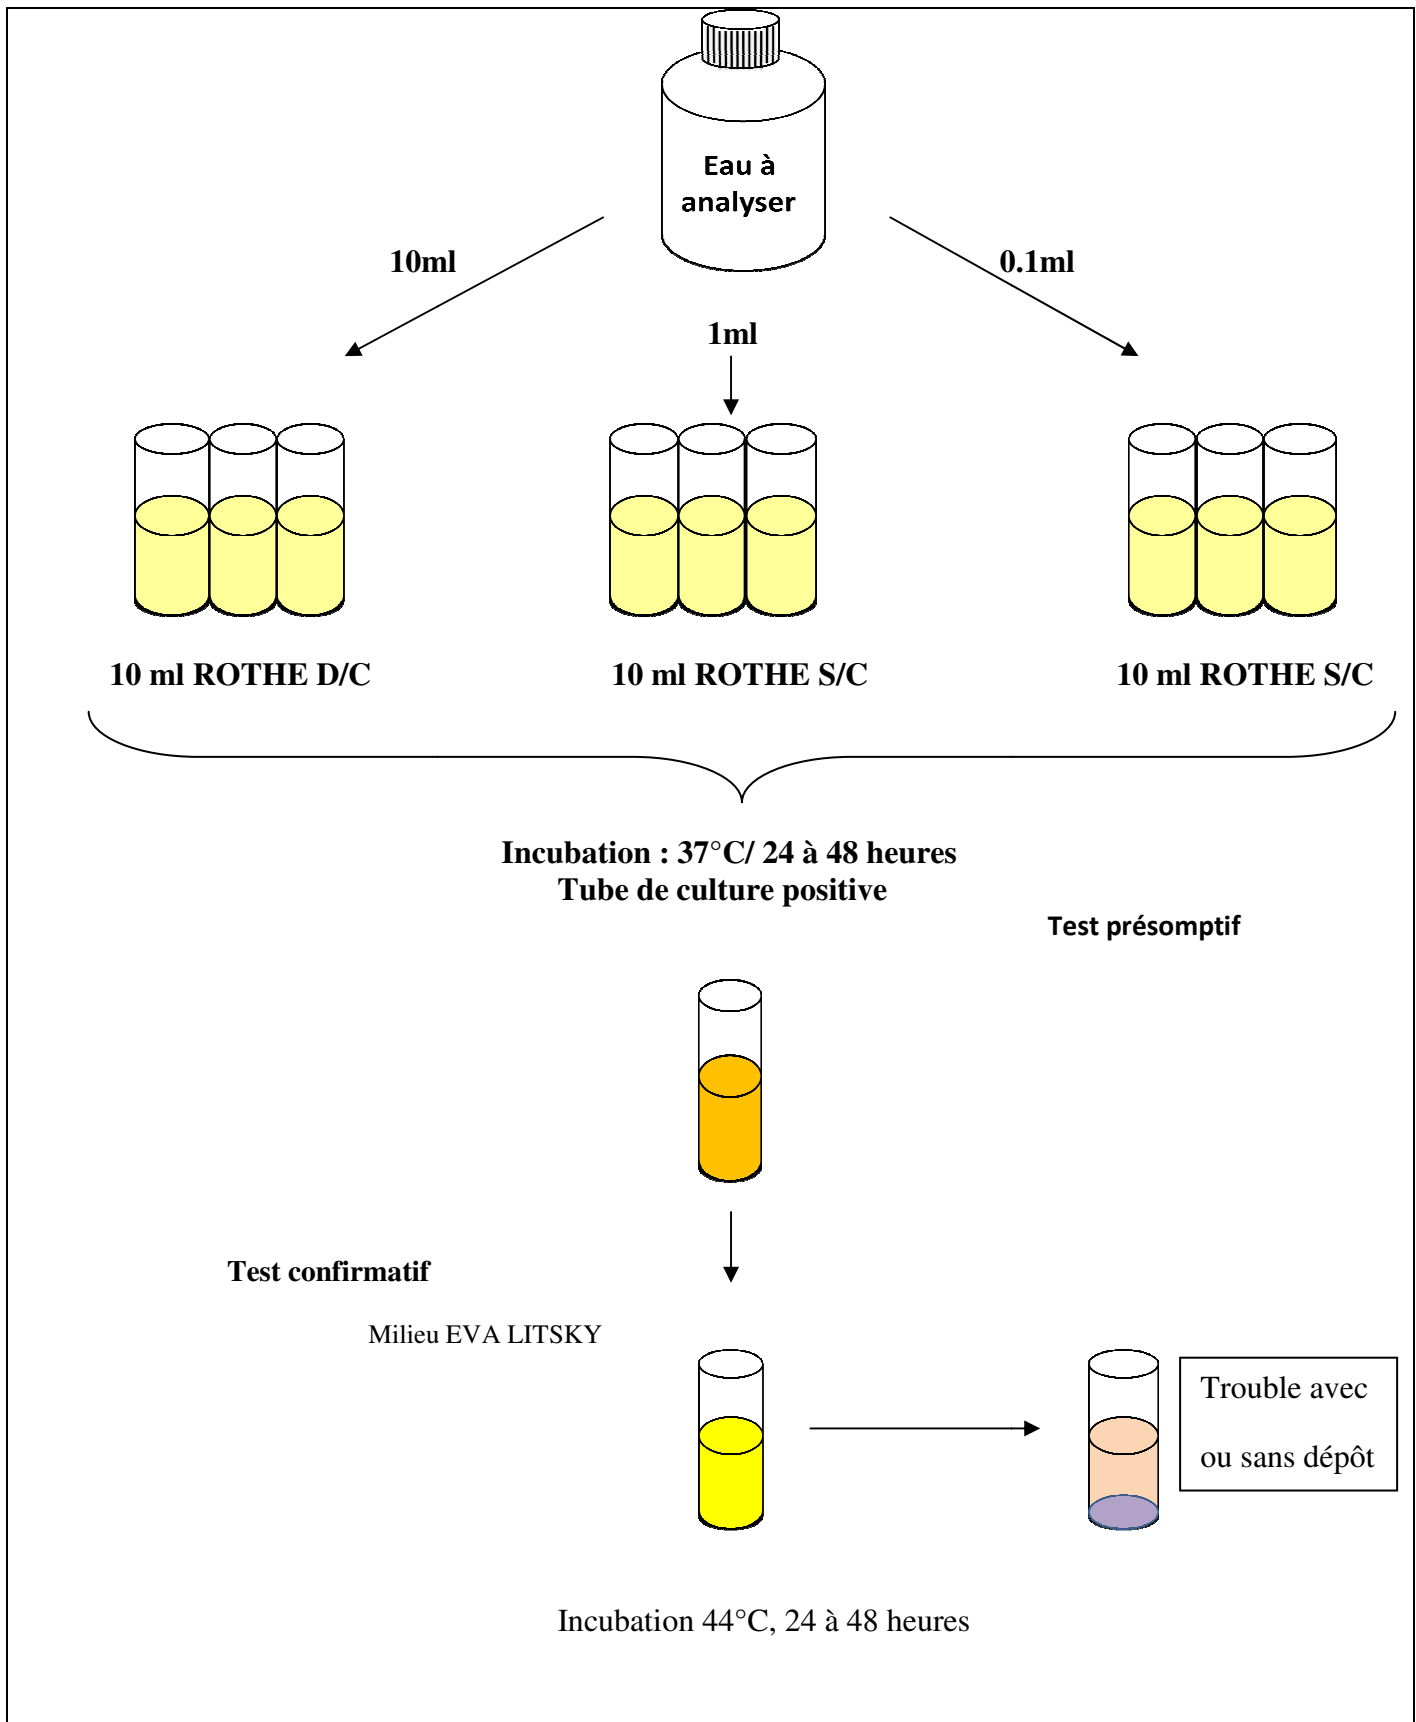 Eau à
analyser
10ml
0.1ml
1ml
10 ml ROTHE D/C
10 ml ROTHE S/C
10 ml ROTHE S/C
Incubation : 37°C/ 24 à 48 heures
Tube de culture positive
Test présomptif
Test confirmatif
Milieu EVA LITSKY
Trouble avec
ou sans dépôt
Incubation 44°C, 24 à 48 heures